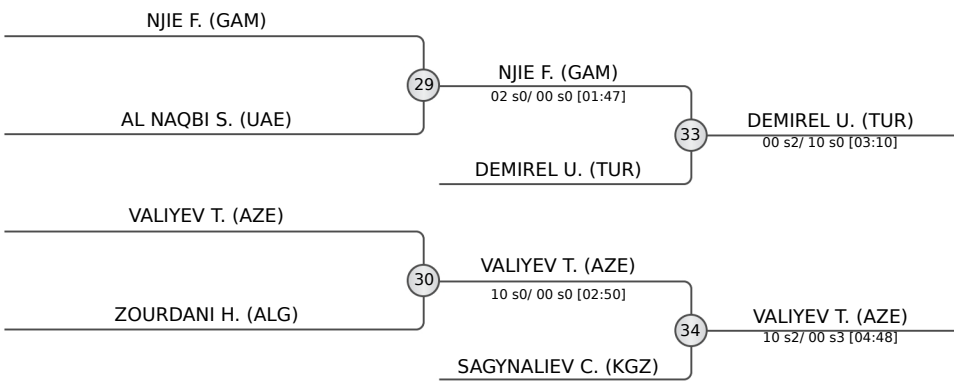 NJIE F. (GAM)
29
NJIE F. (GAM)
02 s0/ 00 s0 [01:47]
AL NAQBI S. (UAE)
33
DEMIREL U. (TUR)
00 s2/ 10 s0 [03:10]
DEMIREL U. (TUR)
VALIYEV T. (AZE)
30
VALIYEV T. (AZE)
10 s0/ 00 s0 [02:50]
ZOURDANI H. (ALG)
34
VALIYEV T. (AZE)
10 s2/ 00 s3 [04:48]
SAGYNALIEV C. (KGZ)